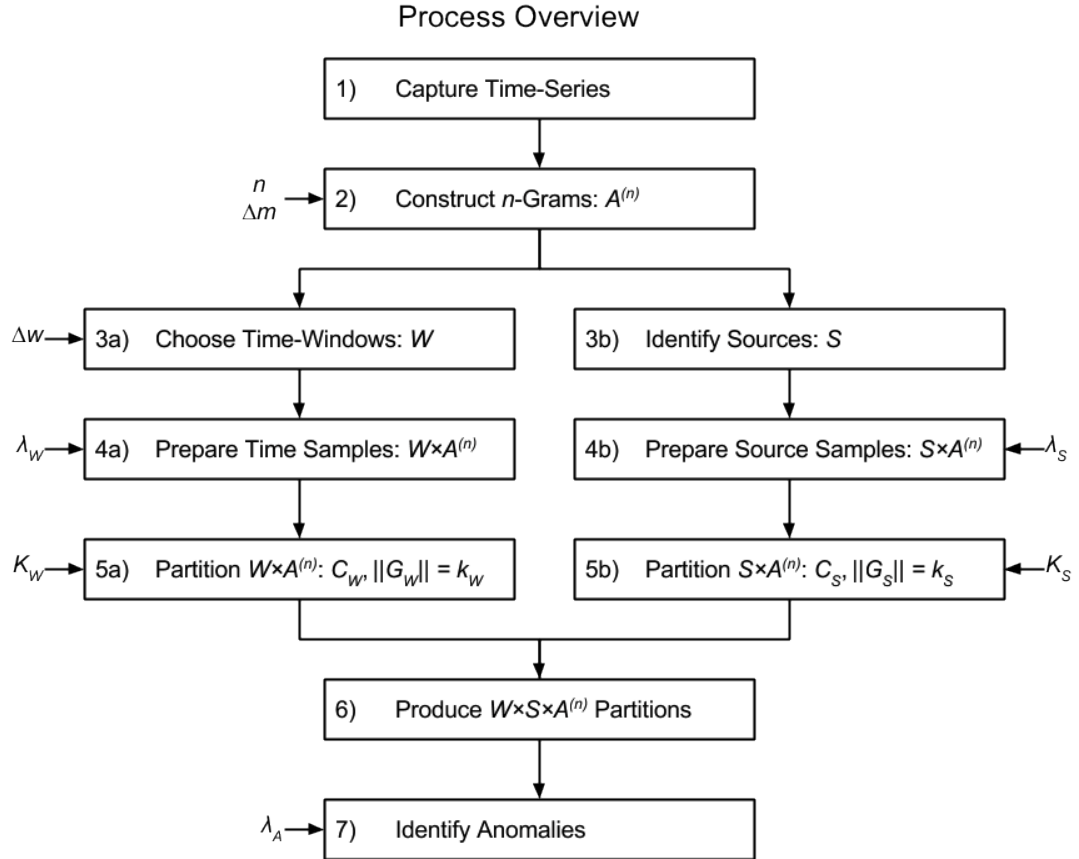 Process Overview
1) Capture Time-Series
n
Δm
2) Construct n-Grams: A⁽ⁿ⁾
Δw
3a) Choose Time-Windows: W
3b) Identify Sources: S
λ_W
4a) Prepare Time Samples: W×A⁽ⁿ⁾
4b) Prepare Source Samples: S×A⁽ⁿ⁾
λ_S
K_W
5a) Partition W×A⁽ⁿ⁾: C_W, ||G_W|| = k_W
5b) Partition S×A⁽ⁿ⁾: C_S, ||G_S|| = k_S
K_S
6) Produce W×S×A⁽ⁿ⁾ Partitions
λ_A
7) Identify Anomalies